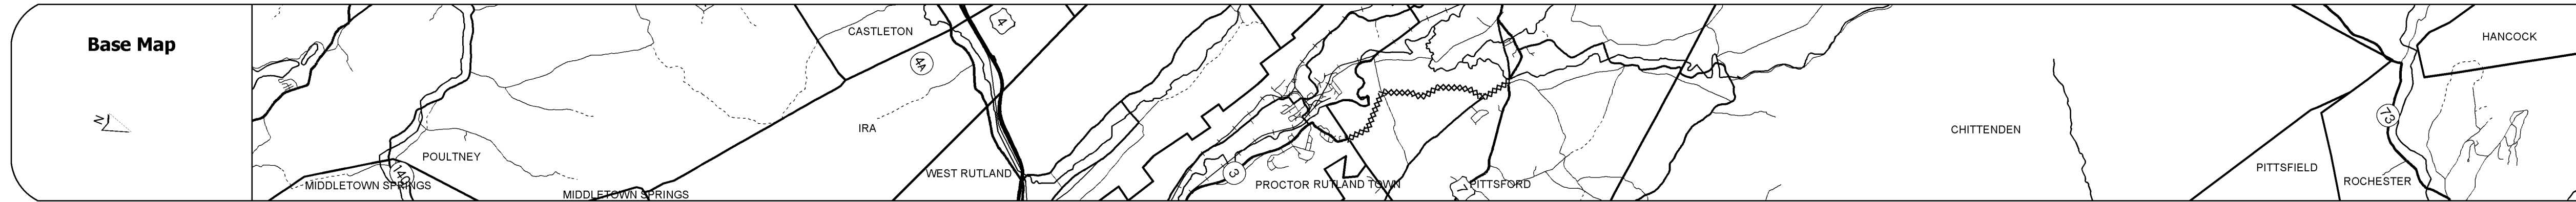 Base Map
N
POULTNEY
MIDDLETOWN SPRINGS
140
MIDDLETOWN SPRINGS
CASTLETON
4A
4
IRA
WEST RUTLAND
3
PROCTOR
RUTLAND TOWN
7
PITTSFORD
CHITTENDEN
PITTSFIELD
ROCHESTER
73
HANCOCK